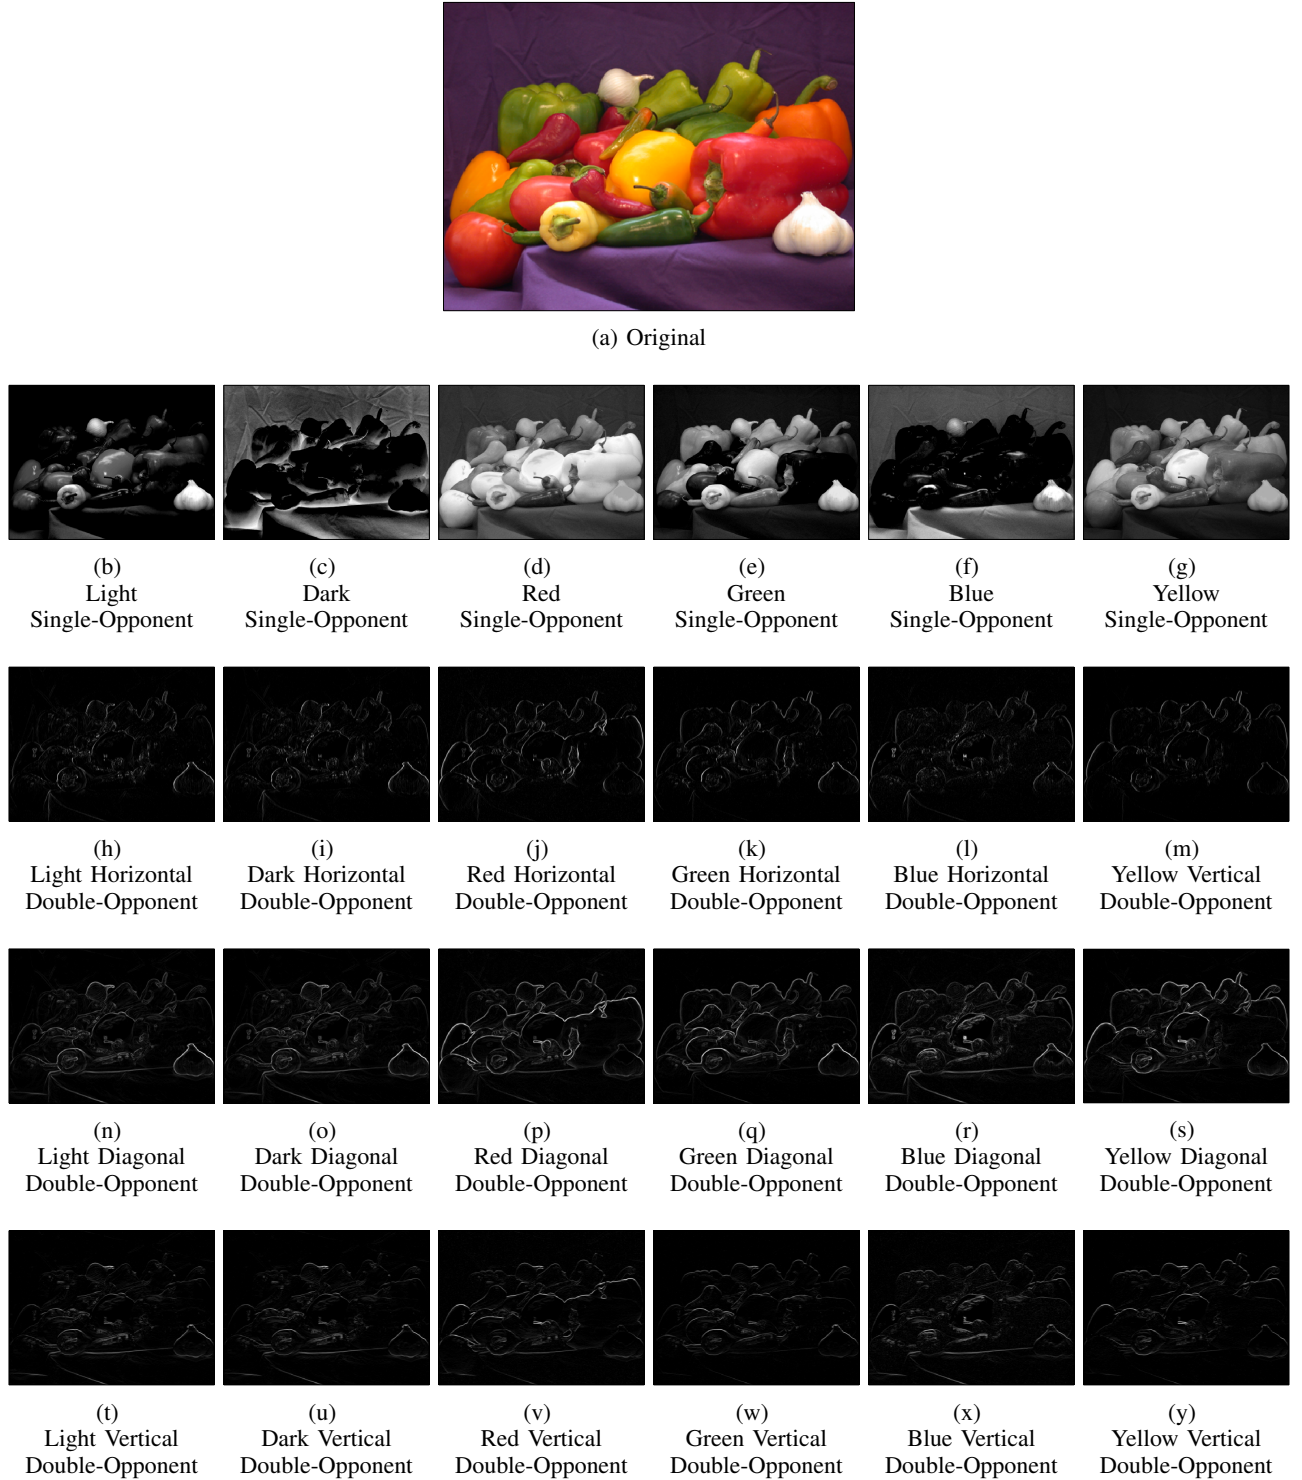 (a) Original
(b)
Light
Single-Opponent
(c)
Dark
Single-Opponent
(d)
Red
Single-Opponent
(e)
Green
Single-Opponent
(f)
Blue
Single-Opponent
(g)
Yellow
Single-Opponent
(h)
Light Horizontal
Double-Opponent
(i)
Dark Horizontal
Double-Opponent
(j)
Red Horizontal
Double-Opponent
(k)
Green Horizontal
Double-Opponent
(l)
Blue Horizontal
Double-Opponent
(m)
Yellow Vertical
Double-Opponent
(n)
Light Diagonal
Double-Opponent
(o)
Dark Diagonal
Double-Opponent
(p)
Red Diagonal
Double-Opponent
(q)
Green Diagonal
Double-Opponent
(r)
Blue Diagonal
Double-Opponent
(s)
Yellow Diagonal
Double-Opponent
(t)
Light Vertical
Double-Opponent
(u)
Dark Vertical
Double-Opponent
(v)
Red Vertical
Double-Opponent
(w)
Green Vertical
Double-Opponent
(x)
Blue Vertical
Double-Opponent
(y)
Yellow Vertical
Double-Opponent